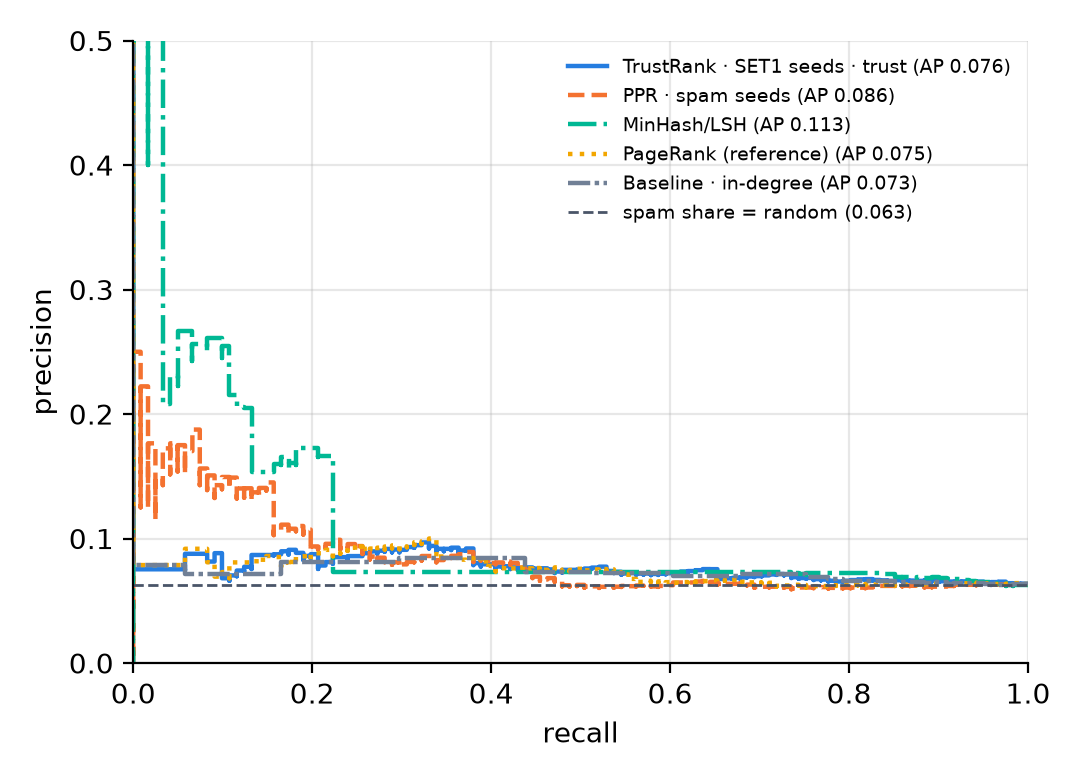 0.5
0.4
0.3
0.2
0.1
0.0
precision
TrustRank · SET1 seeds · trust (AP 0.076)
PPR · spam seeds (AP 0.086)
MinHash/LSH (AP 0.113)
PageRank (reference) (AP 0.075)
Baseline · in-degree (AP 0.073)
spam share = random (0.063)
0.0 0.2 0.4 0.6 0.8 1.0
recall